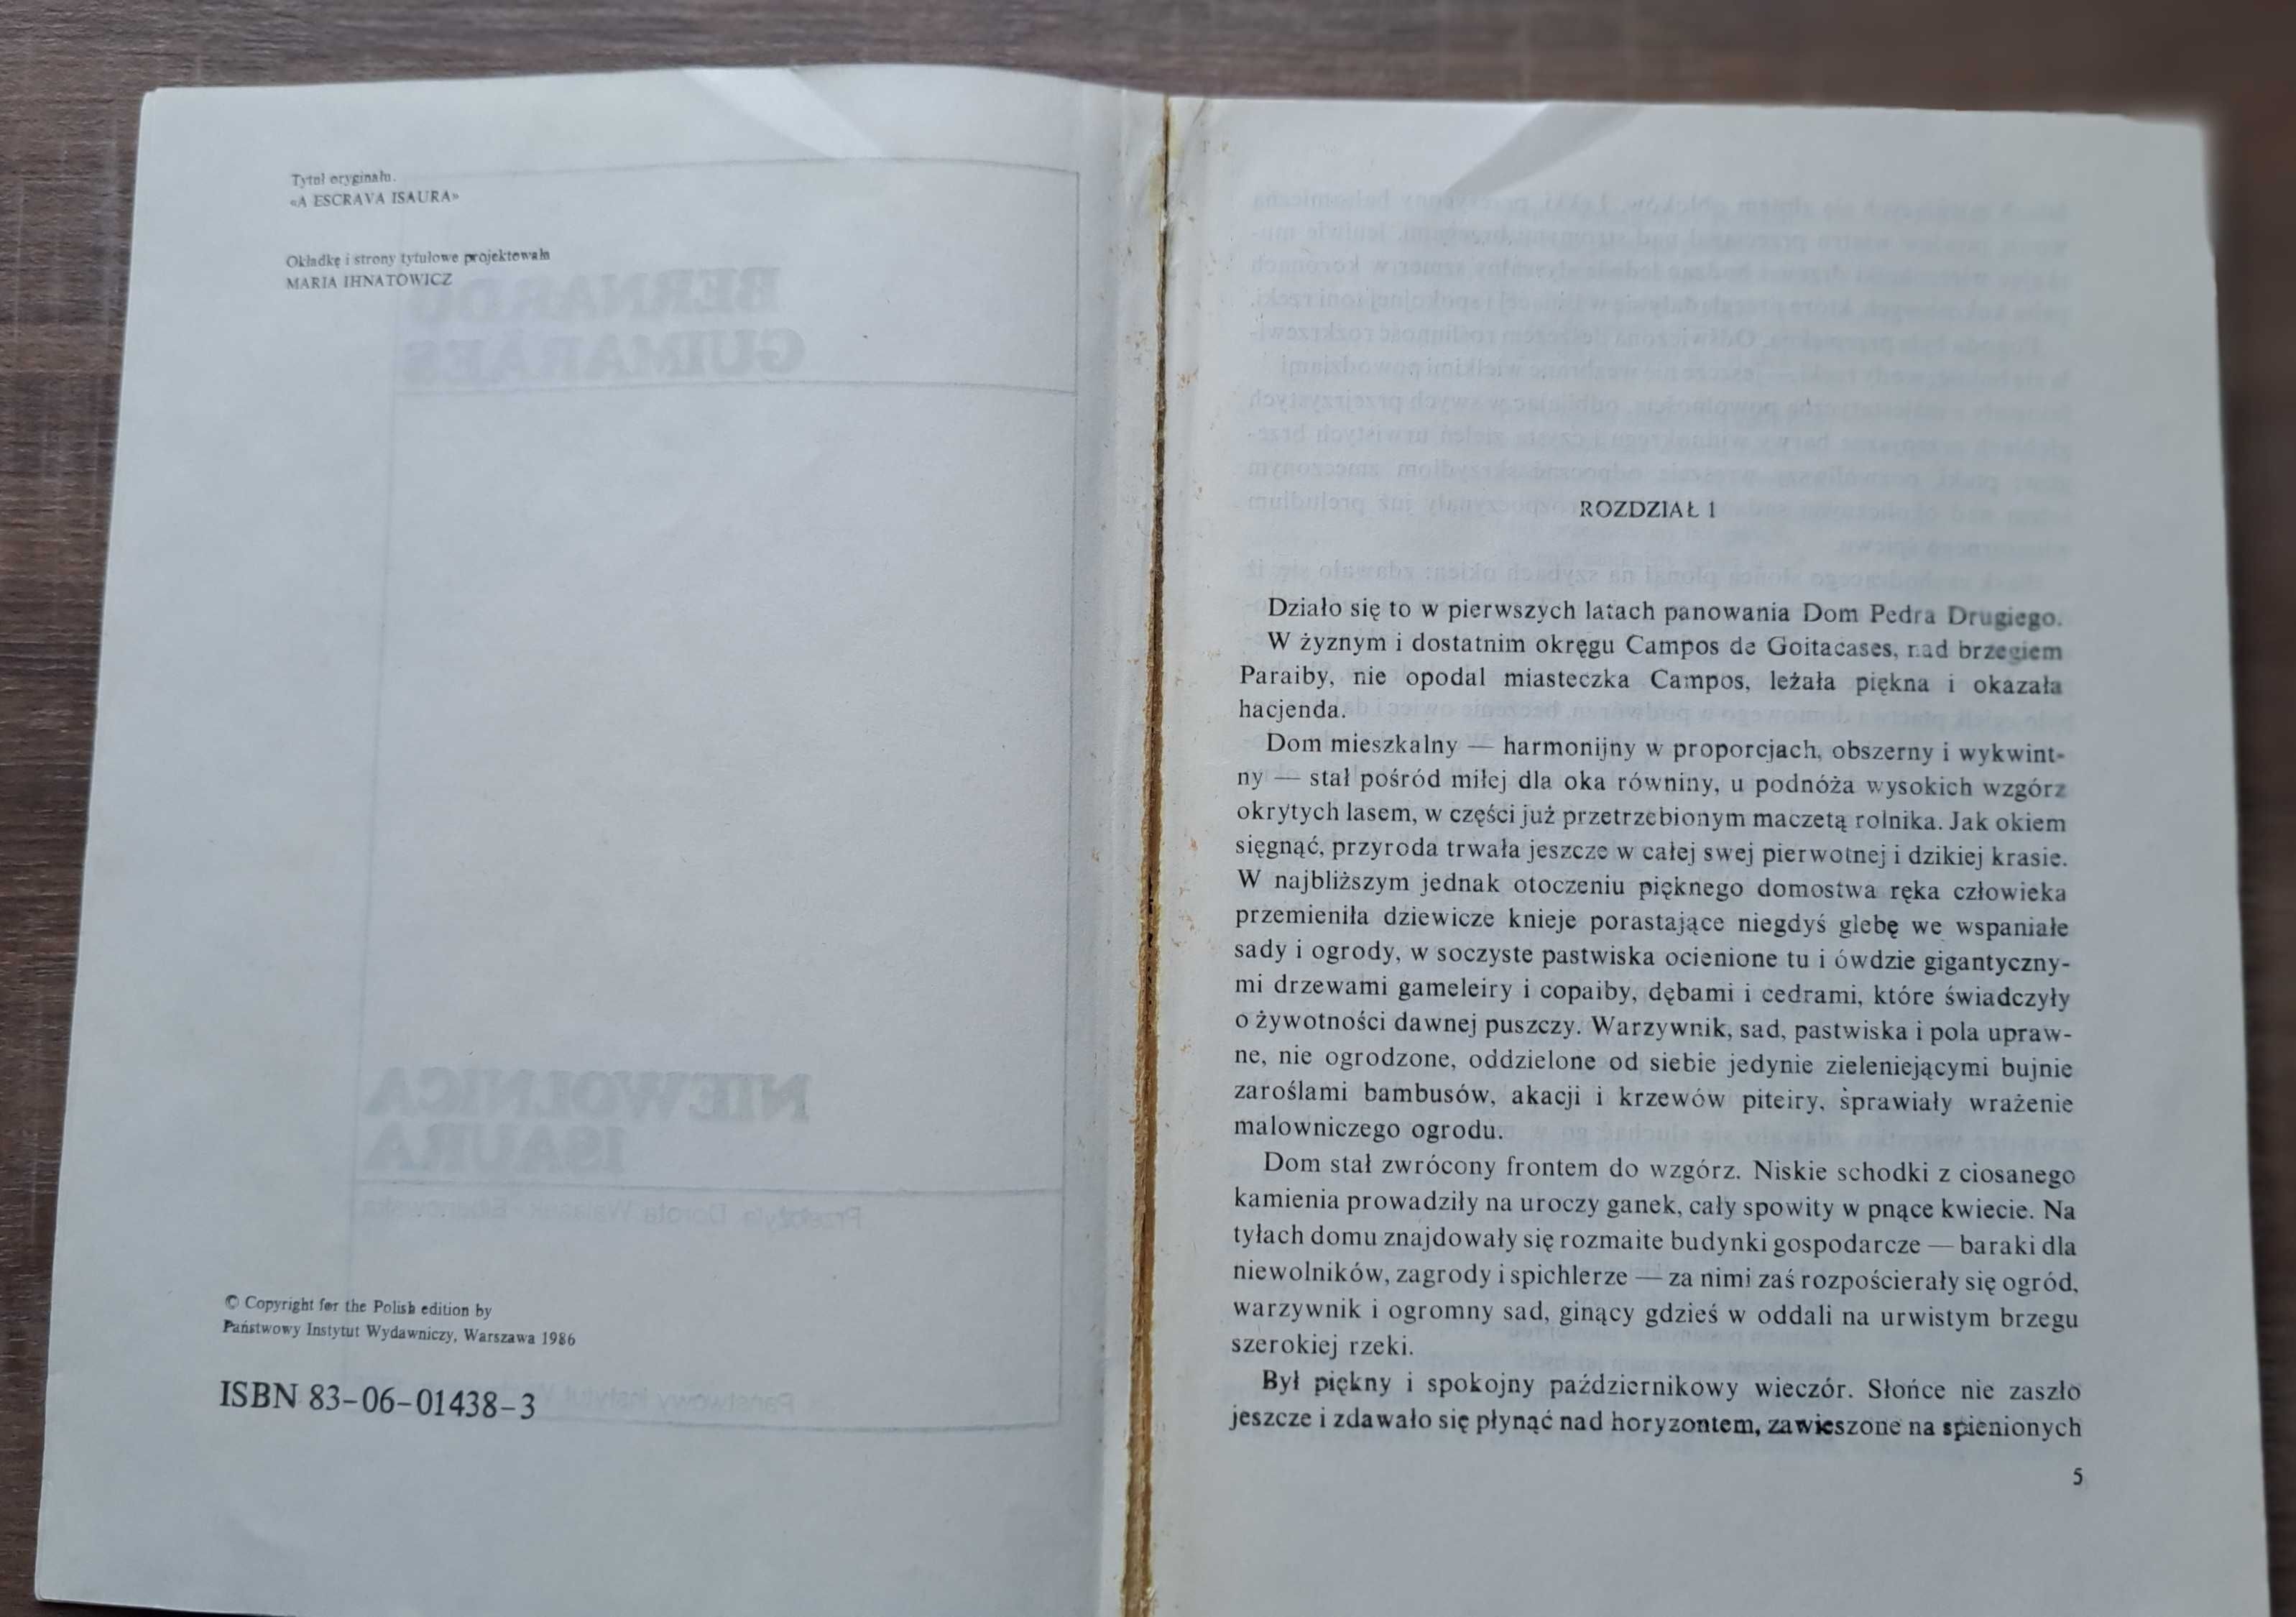 Tytuł oryginału.
«A ESCRAVA ISAURA»
Okładkę i strony tytułowe projektowała
MARIA IHNATOWICZ
BERNARDO
GUIMARÃES
NIEWOLNICA
ISAURA
Przełożyła Dorota Walasek-Elbanowska
© Copyright for the Polish edition by
Państwowy Instytut Wydawniczy, Warszawa 1986
ISBN 83-06-01438-3
Państwowy Instytut
ROZDZIAŁ 1
Działo się to w pierwszych latach panowania Dom Pedra Drugiego.
W żyznym i dostatnim okręgu Campos de Goitacases, nad brzegiem
Paraiby, nie opodal miasteczka Campos, leżała piękna i okazała
hacjenda.
Dom mieszkalny — harmonijny w proporcjach, obszerny i wykwint-
ny — stał pośród miłej dla oka równiny, u podnóża wysokich wzgórz
okrytych lasem, w części już przetrzebionym maczetą rolnika. Jak okiem
sięgnąć, przyroda trwała jeszcze w całej swej pierwotnej i dzikiej krasie.
W najbliższym jednak otoczeniu pięknego domostwa ręka człowieka
przemieniła dziewicze knieje porastające niegdyś glebę we wspaniałe
sady i ogrody, w soczyste pastwiska ocienione tu i ówdzie gigantyczny-
mi drzewami gameleiry i copaiby, dębami i cedrami, które świadczyły
o żywotności dawnej puszczy. Warzywnik, sad, pastwiska i pola upraw-
ne, nie ogrodzone, oddzielone od siebie jedynie zieleniejącymi bujnie
zaroślami bambusów, akacji i krzewów piteiry, sprawiały wrażenie
malowniczego ogrodu.
Dom stał zwrócony frontem do wzgórz. Niskie schodki z ciosanego
kamienia prowadziły na uroczy ganek, cały spowity w pnące kwiecie. Na
tyłach domu znajdowały się rozmaite budynki gospodarcze — baraki dla
niewolników, zagrody i spichlerze — za nimi zaś rozpościerały się ogród,
warzywnik i ogromny sad, ginący gdzieś w oddali na urwistym brzegu
szerokiej rzeki.
Był piękny i spokojny październikowy wieczór. Słońce nie zaszło
jeszcze i zdawało się płynąć nad horyzontem, zawieszone na spienionych
5